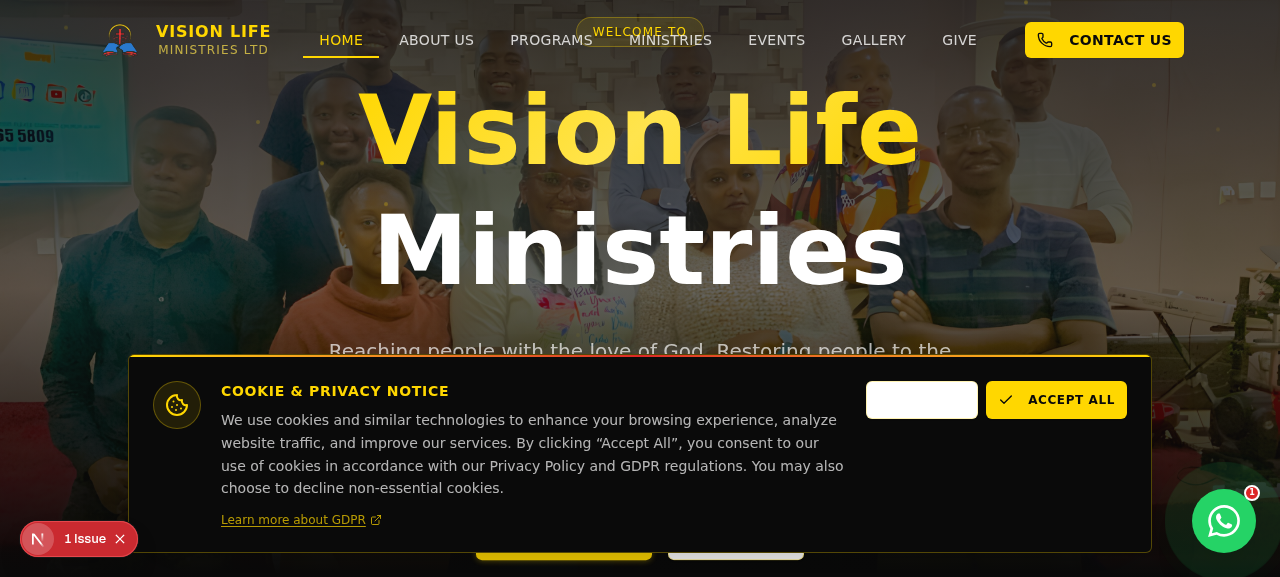 VISION LIFE
MINISTRIES LTD
HOME
ABOUT US
PROGRAMS
MINISTRIES
EVENTS
GALLERY
GIVE
CONTACT US
WELCOME TO
65 5809
Vision Life
Ministries
Reaching people with the love of God. Restoring people to the
COOKIE & PRIVACY NOTICE
We use cookies and similar technologies to enhance your browsing experience, analyze
website traffic, and improve our services. By clicking “Accept All”, you consent to our
use of cookies in accordance with our Privacy Policy and GDPR regulations. You may also
choose to decline non-essential cookies.
Learn more about GDPR
ACCEPT ALL
N
1 Issue
1